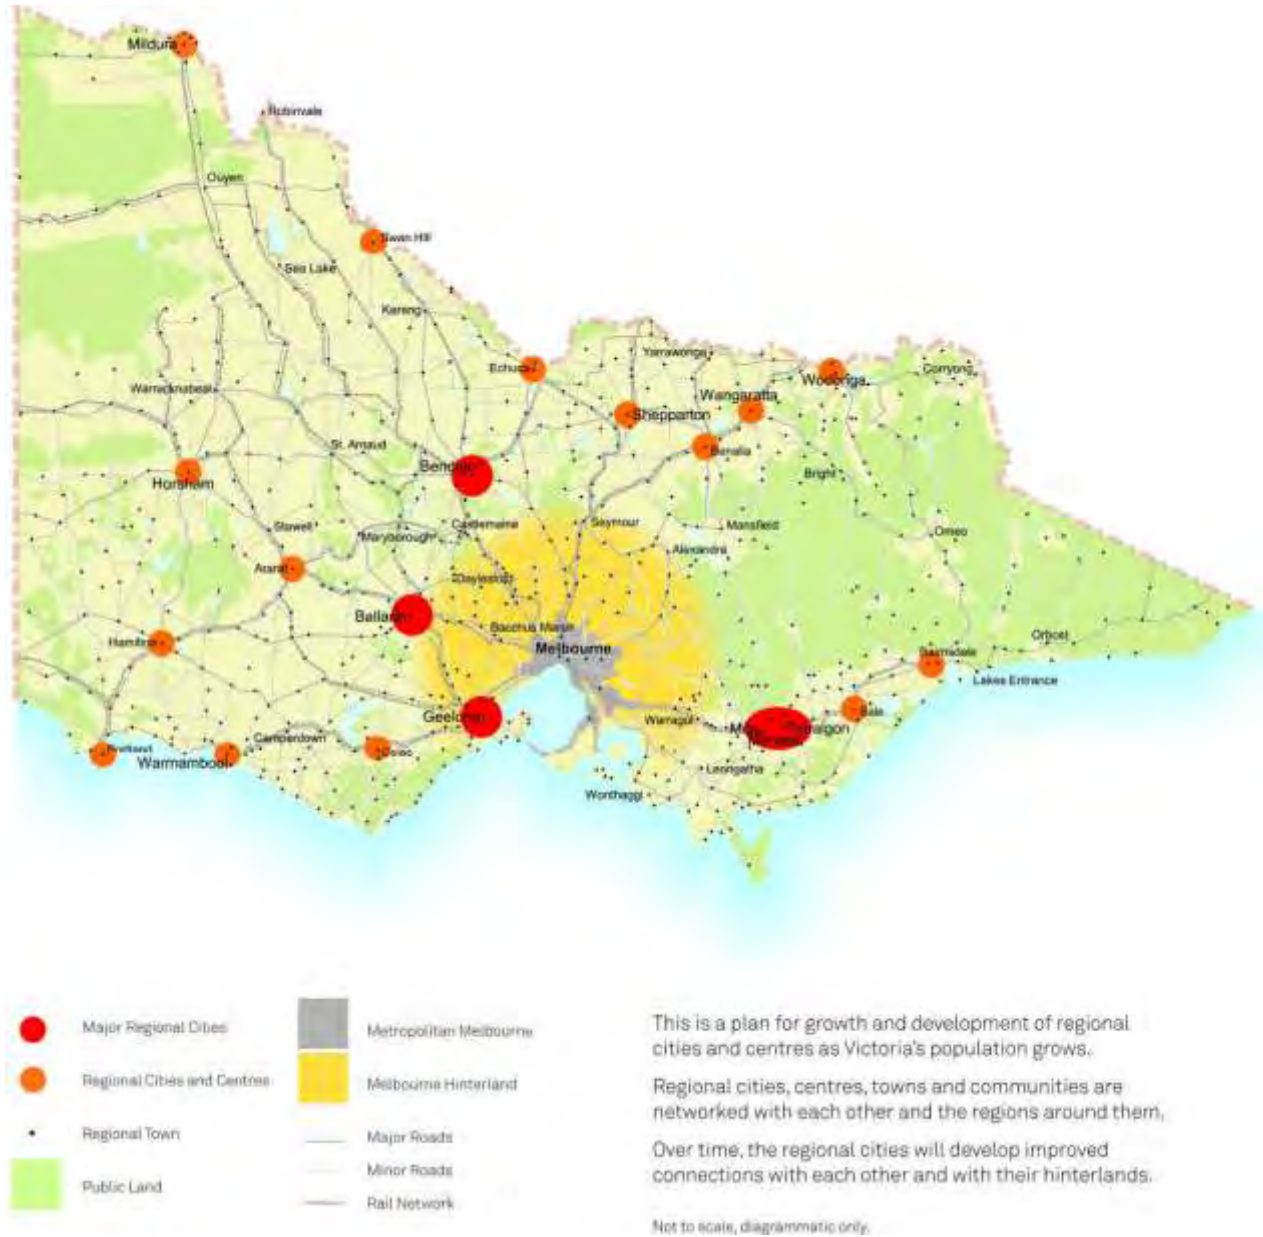 Mildura
Robinvale
Ouyen
Swan Hill
Sea Lake
Kerang
Echuca
Yarrawonga
Wodonga
Corryong
Warracknabeal
Wangaratta
Shepparton
St. Arnaud
Benalla
Bendigo
Horsham
Bright
Stawell
Castlemaine
Seymour
Mansfield
Omeo
Maryborough
Alexandra
Ararat
Daylesford
Ballarat
Bacchus Marsh
Hamilton
Melbourne
Orbost
Bairnsdale
Lakes Entrance
Geelong
Warragul
Sale
Portland
Camperdown
Colac
Warrnambool
Leongatha
Wonthaggi
Major Regional Cities
Metropolitan Melbourne
Regional Cities and Centres
Melbourne Hinterland
Regional Town
Major Roads
Public Land
Minor Roads
Rail Network
This is a plan for growth and development of regional
cities and centres as Victoria's population grows.
Regional cities, centres, towns and communities are
networked with each other and the regions around them.
Over time, the regional cities will develop improved
connections with each other and with their hinterlands.
Not to scale, diagrammatic only.